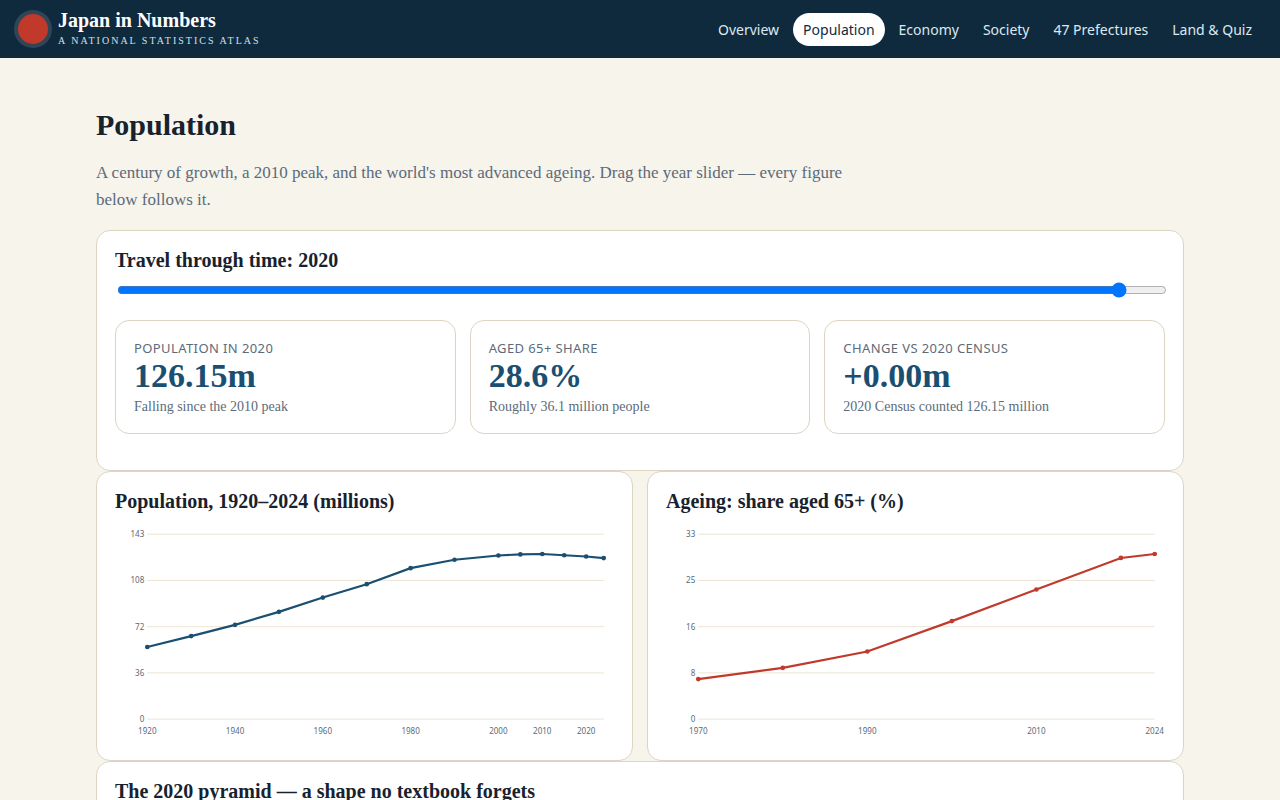 Japan in Numbers
A NATIONAL STATISTICS ATLAS
Overview
Population
Economy
Society
47 Prefectures
Land & Quiz
Population
A century of growth, a 2010 peak, and the world's most advanced ageing. Drag the year slider — every figure
below follows it.
Travel through time: 2020
POPULATION IN 2020
126.15m
Falling since the 2010 peak
AGED 65+ SHARE
28.6%
Roughly 36.1 million people
CHANGE VS 2020 CENSUS
+0.00m
2020 Census counted 126.15 million
Population, 1920–2024 (millions)
143
108
72
36
0
1920 1940 1960 1980 2000 2010 2020
Ageing: share aged 65+ (%)
33
25
16
8
0
1970 1990 2010 2024
The 2020 pyramid — a shape no textbook forgets